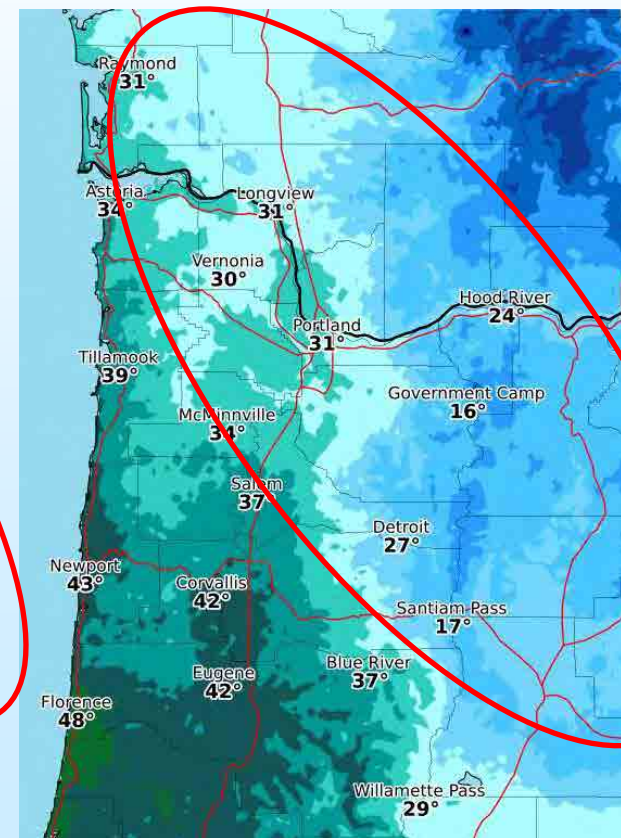 Raymond
31°
Astoria
34°
Longview
31°
Vernonia
30°
Hood River
24°
Portland
31°
Tillamook
39°
Government Camp
16°
McMinnville
34°
Salem
37°
Detroit
27°
Newport
43°
Corvallis
42°
Santiam Pass
17°
Blue River
37°
Eugene
42°
Florence
48°
Willamette Pass
29°